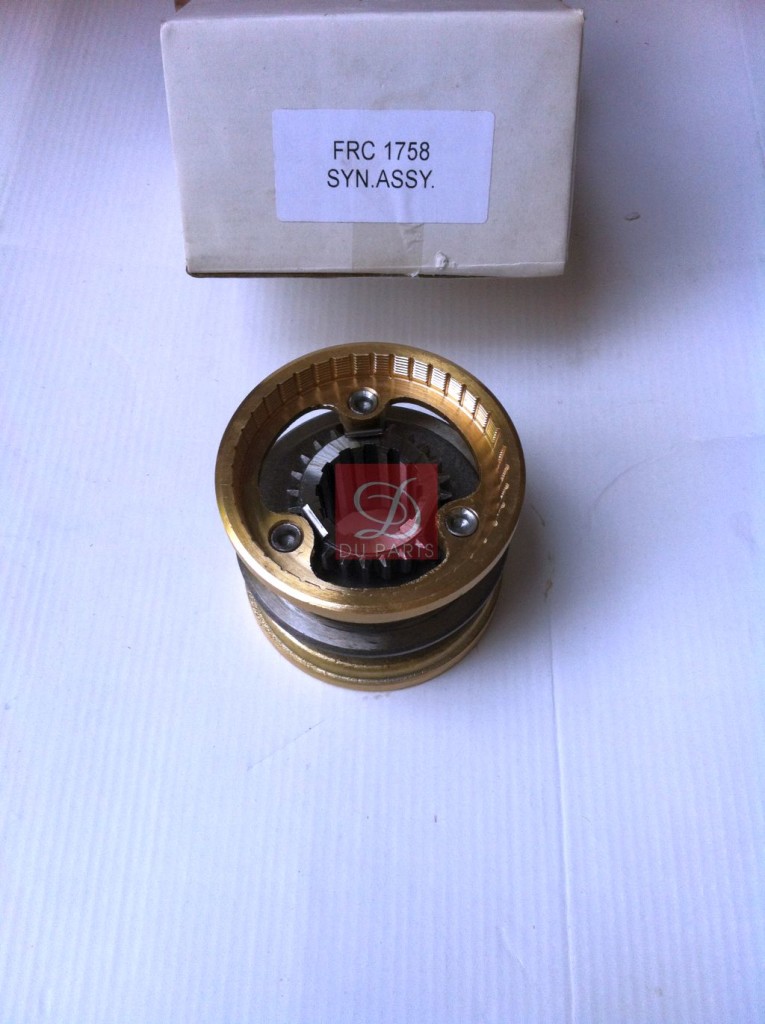 FRC 1758
SYN.ASSY.
D
DU PARTS